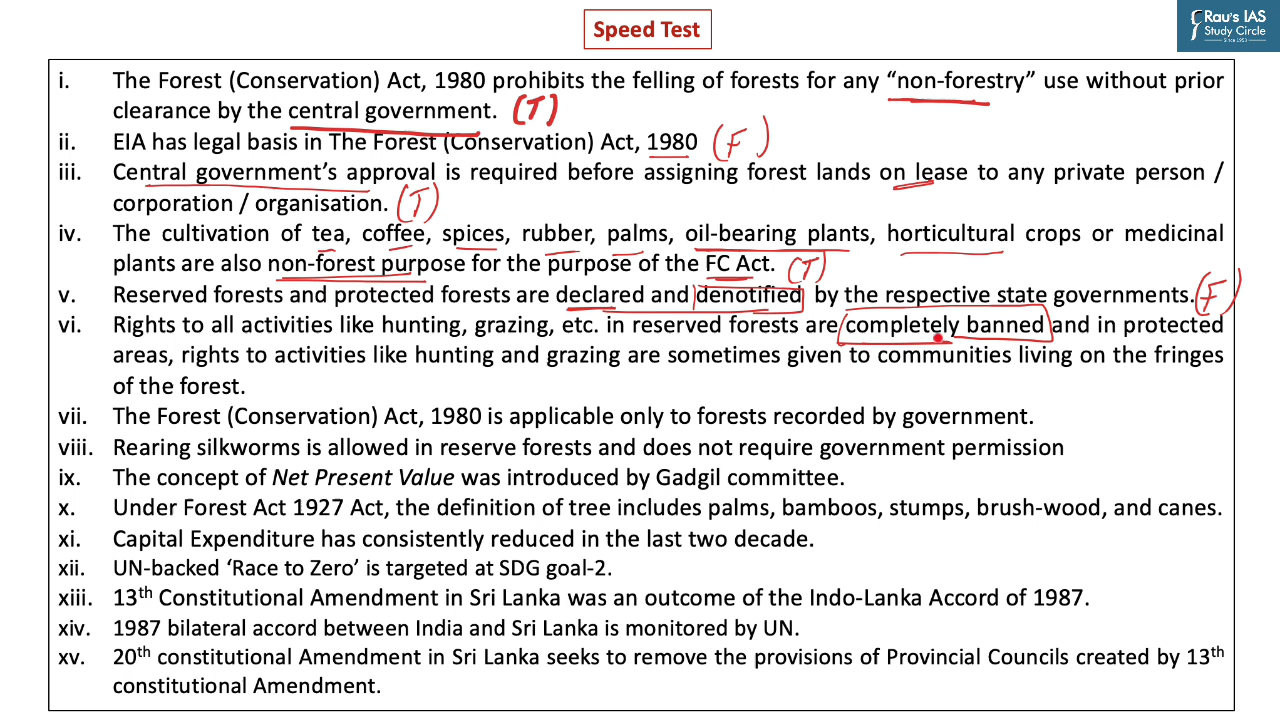 Speed Test
Rau's IAS
Study Circle
Since 1953
i. The Forest (Conservation) Act, 1980 prohibits the felling of forests for any “non-forestry” use without prior
clearance by the central government. (T)
ii. EIA has legal basis in The Forest (Conservation) Act, 1980 (F)
iii. Central government’s approval is required before assigning forest lands on lease to any private person /
corporation / organisation. (T)
iv. The cultivation of tea, coffee, spices, rubber, palms, oil-bearing plants, horticultural crops or medicinal
plants are also non-forest purpose for the purpose of the FC Act. (T)
v. Reserved forests and protected forests are declared and denotified by the respective state governments. (F)
vi. Rights to all activities like hunting, grazing, etc. in reserved forests are completely banned and in protected
areas, rights to activities like hunting and grazing are sometimes given to communities living on the fringes
of the forest.
vii. The Forest (Conservation) Act, 1980 is applicable only to forests recorded by government.
viii. Rearing silkworms is allowed in reserve forests and does not require government permission
ix. The concept of Net Present Value was introduced by Gadgil committee.
x. Under Forest Act 1927 Act, the definition of tree includes palms, bamboos, stumps, brush-wood, and canes.
xi. Capital Expenditure has consistently reduced in the last two decade.
xii. UN-backed ‘Race to Zero’ is targeted at SDG goal-2.
xiii. 13th Constitutional Amendment in Sri Lanka was an outcome of the Indo-Lanka Accord of 1987.
xiv. 1987 bilateral accord between India and Sri Lanka is monitored by UN.
xv. 20th constitutional Amendment in Sri Lanka seeks to remove the provisions of Provincial Councils created by 13th
constitutional Amendment.